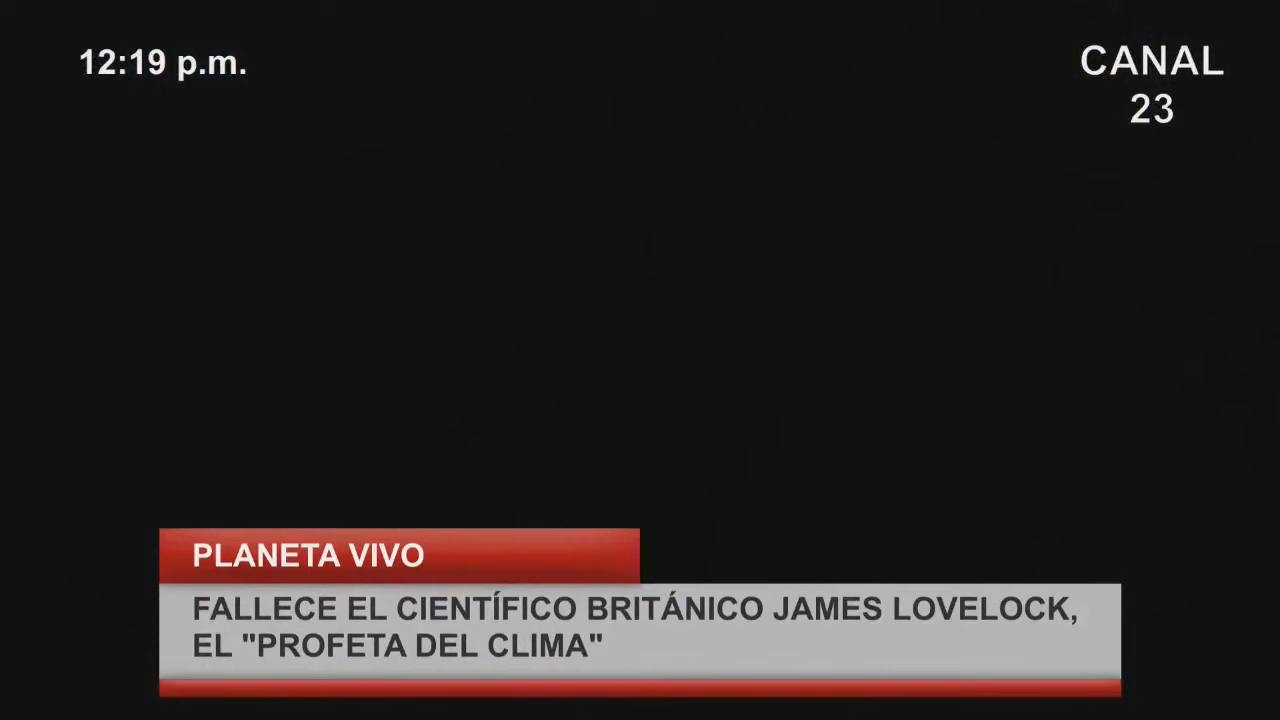 12:19 p.m.
CANAL
23
PLANETA VIVO
FALLECE EL CIENTÍFICO BRITÁNICO JAMES LOVELOCK,
EL "PROFETA DEL CLIMA"